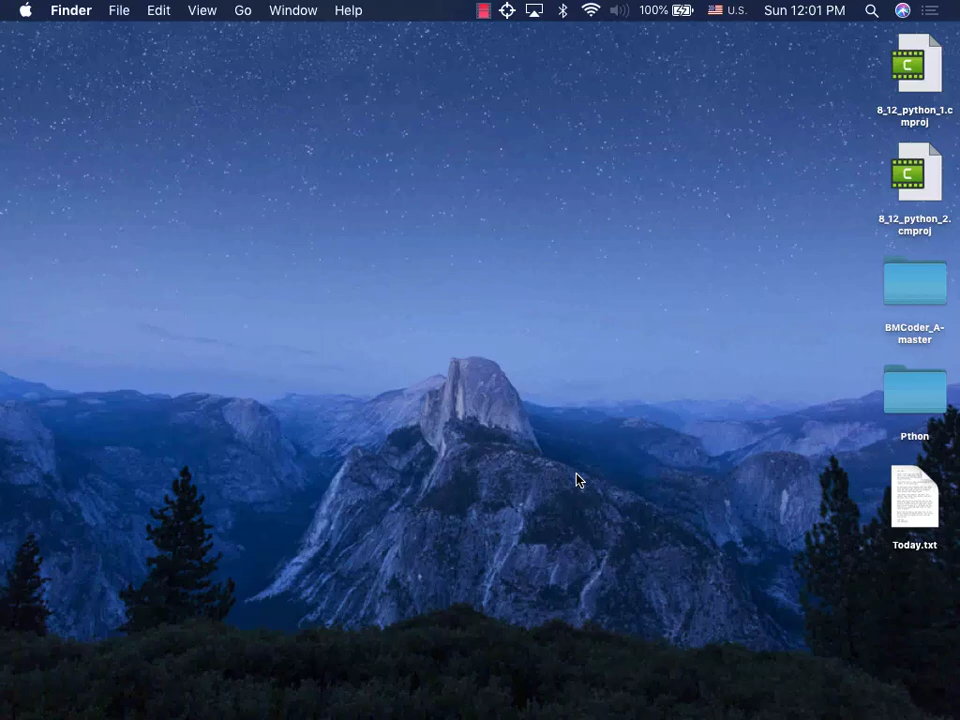 Finder File Edit View Go Window Help 100% U.S. Sun 12:01 PM
8_12_python_1.c
mproj
8_12_python_2.
cmproj
BMCoder_A-
master
Pthon
Today.txt